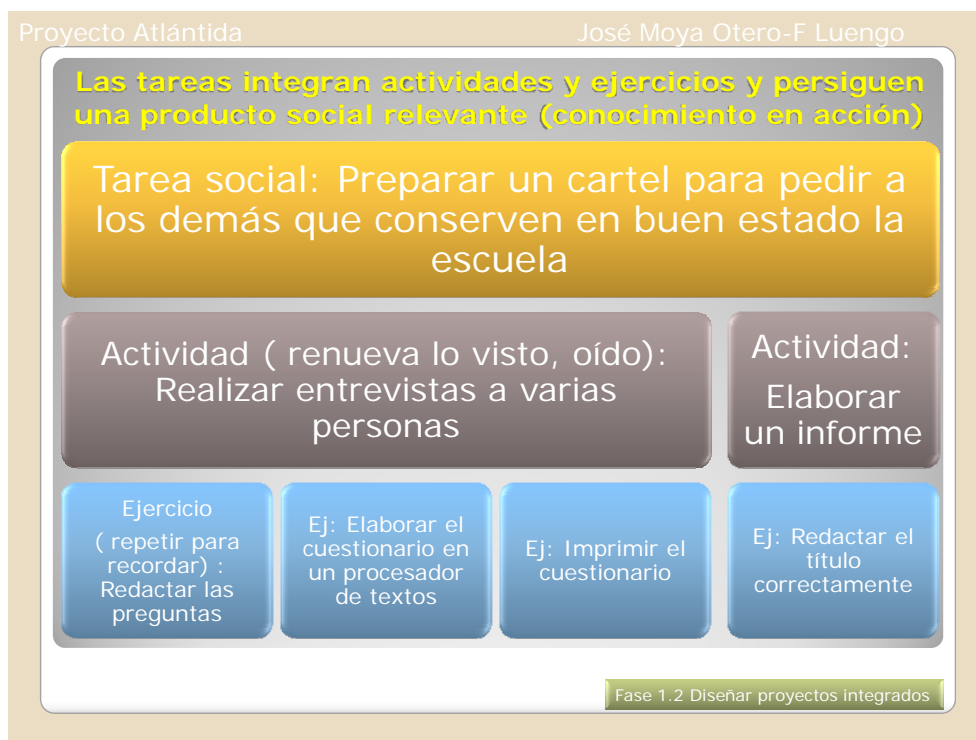 Proyecto Atlántida
José Moya Otero-F Luengo
Las tareas integran actividades y ejercicios y persiguen
una producto social relevante (conocimiento en acción)
Tarea social: Preparar un cartel para pedir a
los demás que conserven en buen estado la
escuela
Actividad ( renueva lo visto, oído):
Realizar entrevistas a varias
personas
Actividad:
Elaborar
un informe
Ejercicio
( repetir para
recordar) :
Redactar las
preguntas
Ej: Elaborar el
cuestionario en
un procesador
de textos
Ej: Imprimir el
cuestionario
Ej: Redactar el
título
correctamente
Fase 1.2 Diseñar proyectos integrados